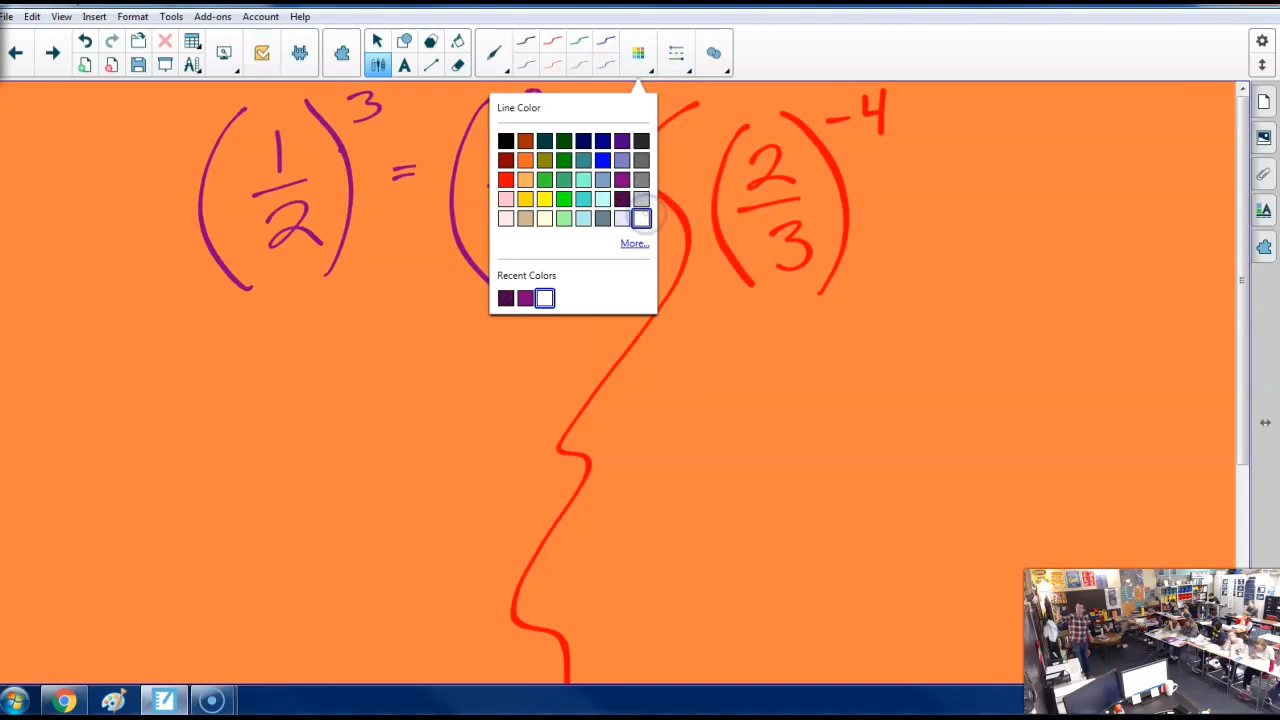 File Edit View Insert Format Tools Add-ons Account Help
Line Color
More...
Recent Colors
(1/2)^3 = (
(2/3)^-4